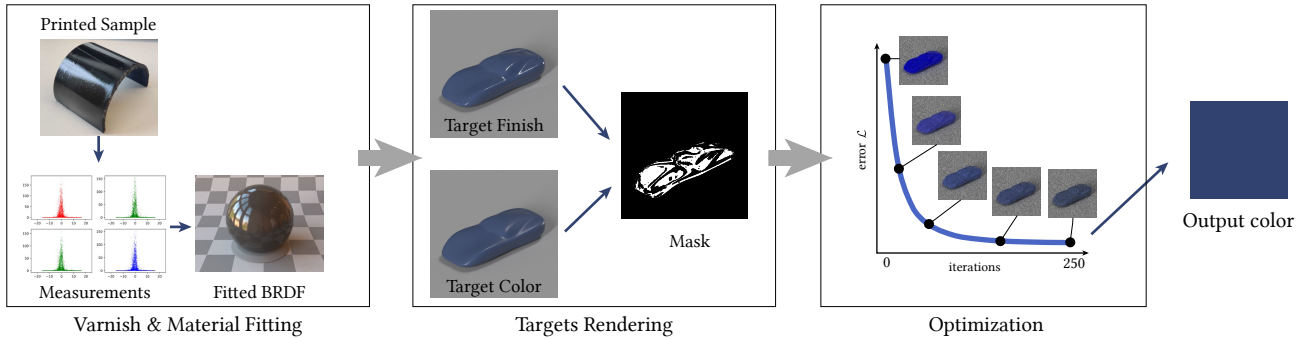 Printed Sample
Measurements
Fitted BRDF
Varnish & Material Fitting
Target Finish
Target Color
Mask
Targets Rendering
error ℒ
0
iterations
250
Optimization
Output color